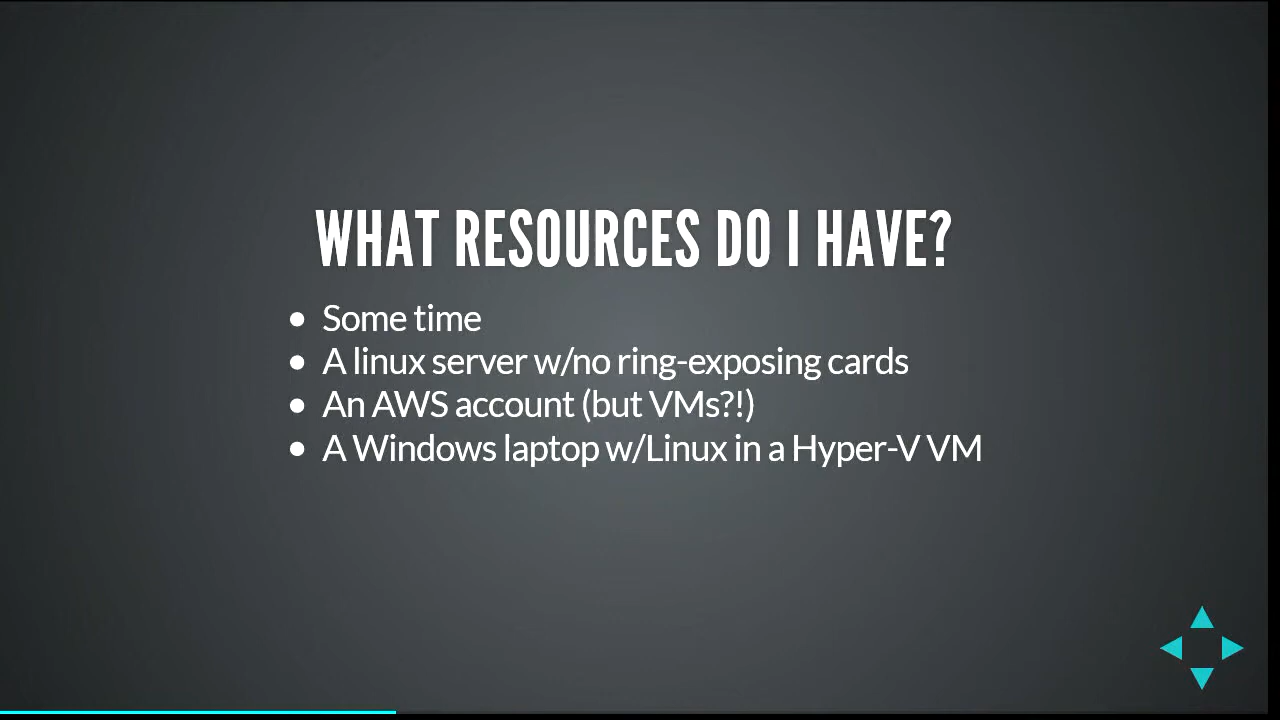 WHAT RESOURCES DO I HAVE?
Some time
A linux server w/no ring-exposing cards
An AWS account (but VMs?!)
A Windows laptop w/Linux in a Hyper-V VM